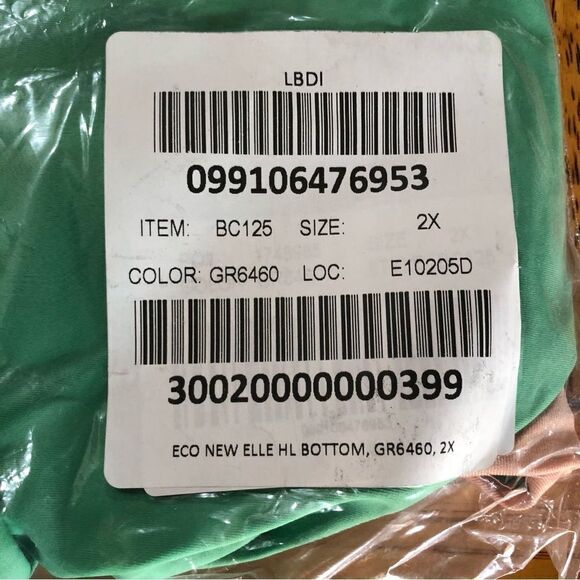 LBDI
099106476953
ITEM: BC125 SIZE: 2X
COLOR: GR6460 LOC: E10205D
30020000000399
ECO NEW ELLE HL BOTTOM, GR6460, 2X